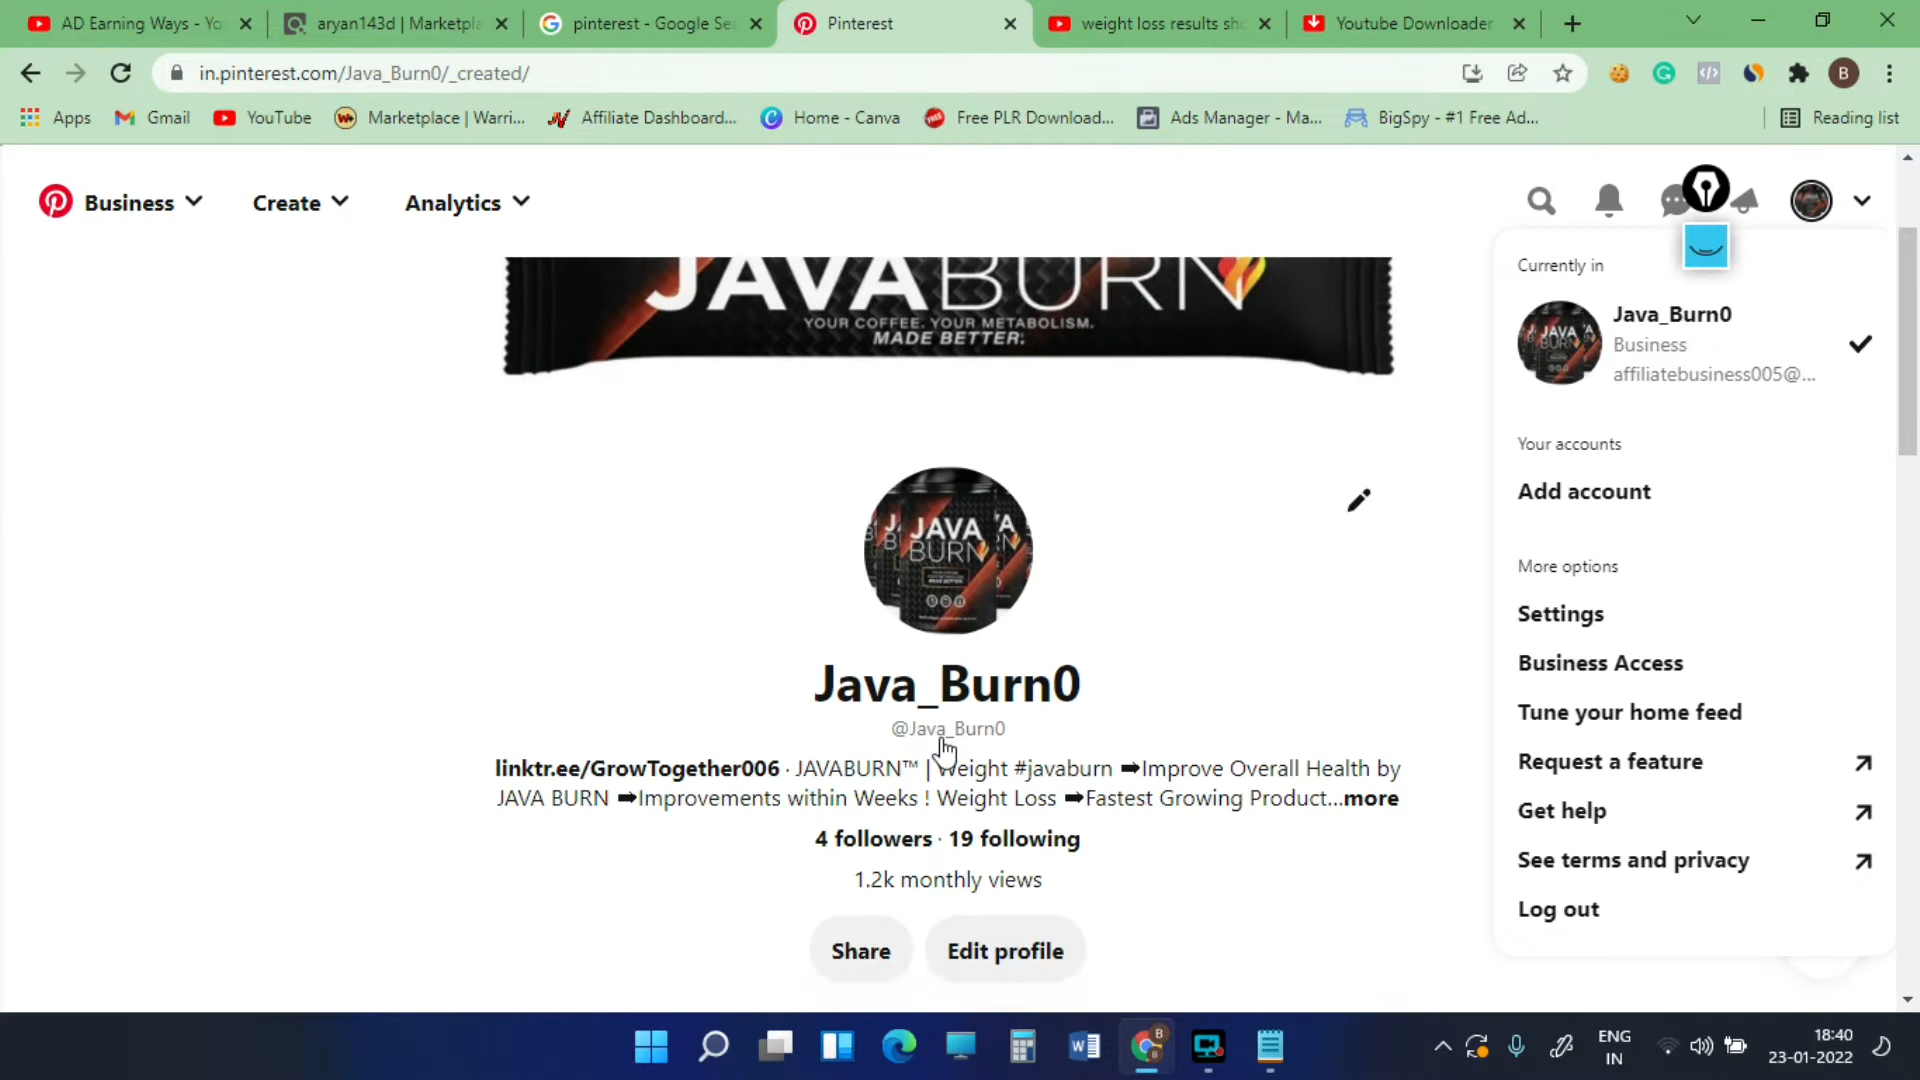 AD Earning Ways - Yo
aryan143d | Marketpla
pinterest - Google Sea
Pinterest
weight loss results sho
Youtube Downloader
in.pinterest.com/Java_Burn0/_created/
B
Apps
Gmail
YouTube
Marketplace | Warri...
Affiliate Dashboard...
Home - Canva
Free PLR Download...
Ads Manager - Ma...
BigSpy - #1 Free Ad...
Reading list
Business
Create
Analytics
JAVABURN
YOUR COFFEE. YOUR METABOLISM.
MADE BETTER.
Currently in
Java_Burn0
Business
affiliatebusiness005@...
Your accounts
Add account
More options
Settings
Business Access
Tune your home feed
Request a feature
Get help
See terms and privacy
Log out
JAVA
BURN
Java_Burn0
@Java_Burn0
linktr.ee/GrowTogether006 · JAVABURN™ | Weight #javaburn ➡Improve Overall Health by
JAVA BURN ➡Improvements within Weeks ! Weight Loss ➡Fastest Growing Product...more
4 followers · 19 following
1.2k monthly views
Share
Edit profile
ENG
IN
18:40
23-01-2022